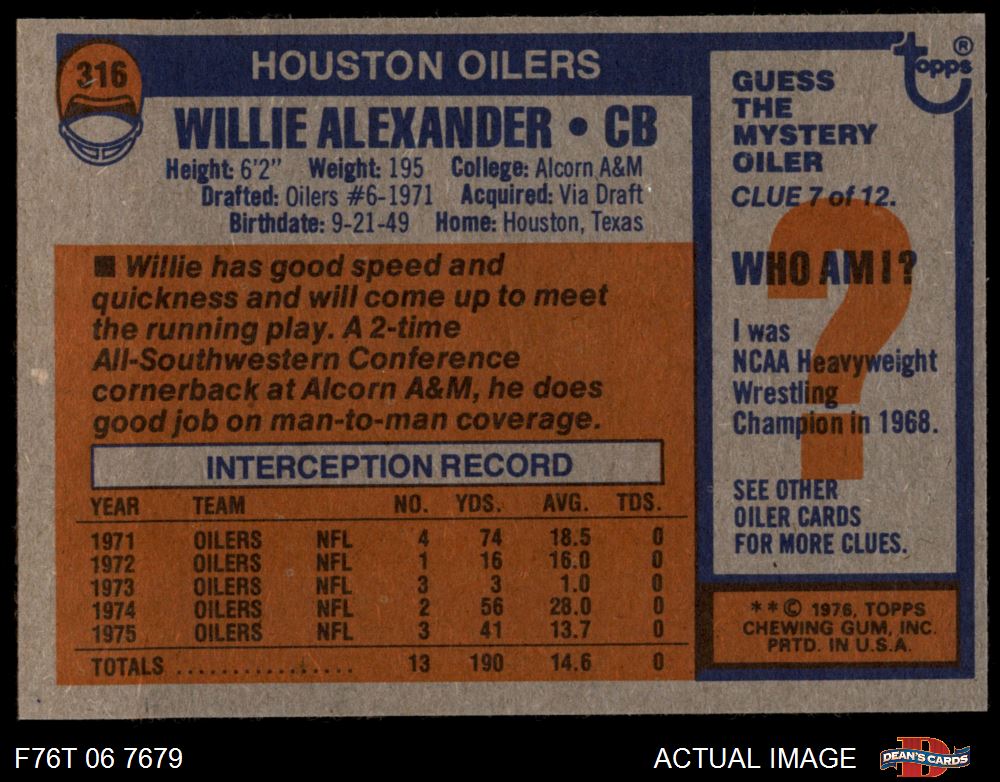 316
HOUSTON OILERS
WILLIE ALEXANDER • CB
Height: 6'2" Weight: 195 College: Alcorn A&M
Drafted: Oilers #6-1971 Acquired: Via Draft
Birthdate: 9-21-49 Home: Houston, Texas
■ Willie has good speed and
quickness and will come up to meet
the running play. A 2-time
All-Southwestern Conference
cornerback at Alcorn A&M, he does
good job on man-to-man coverage.
INTERCEPTION RECORD
YEAR TEAM NO. YDS. AVG. TDS.
1971 OILERS NFL 4 74 18.5 0
1972 OILERS NFL 1 16 16.0 0
1973 OILERS NFL 3 3 1.0 0
1974 OILERS NFL 2 56 28.0 0
1975 OILERS NFL 3 41 13.7 0
TOTALS ................ 13 190 14.6 0
topps ®
GUESS
THE
MYSTERY
OILER
CLUE 7 of 12.
?
WHO AM I?
I was
NCAA Heavyweight
Wrestling
Champion in 1968.
SEE OTHER
OILER CARDS
FOR MORE CLUES.
**© 1976, TOPPS
CHEWING GUM, INC.
PRTD. IN U.S.A.
F76T 06 7679
ACTUAL IMAGE
D
DEAN'S CARDS